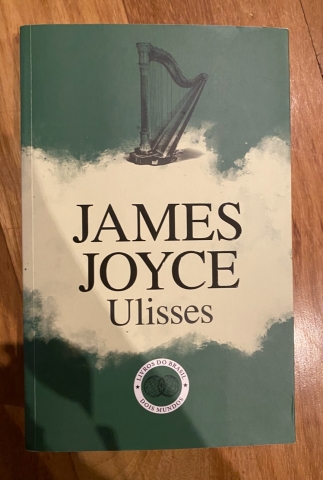 JAMES
JOYCE
Ulisses
LIVROS DO BRASIL
DOIS MUNDOS